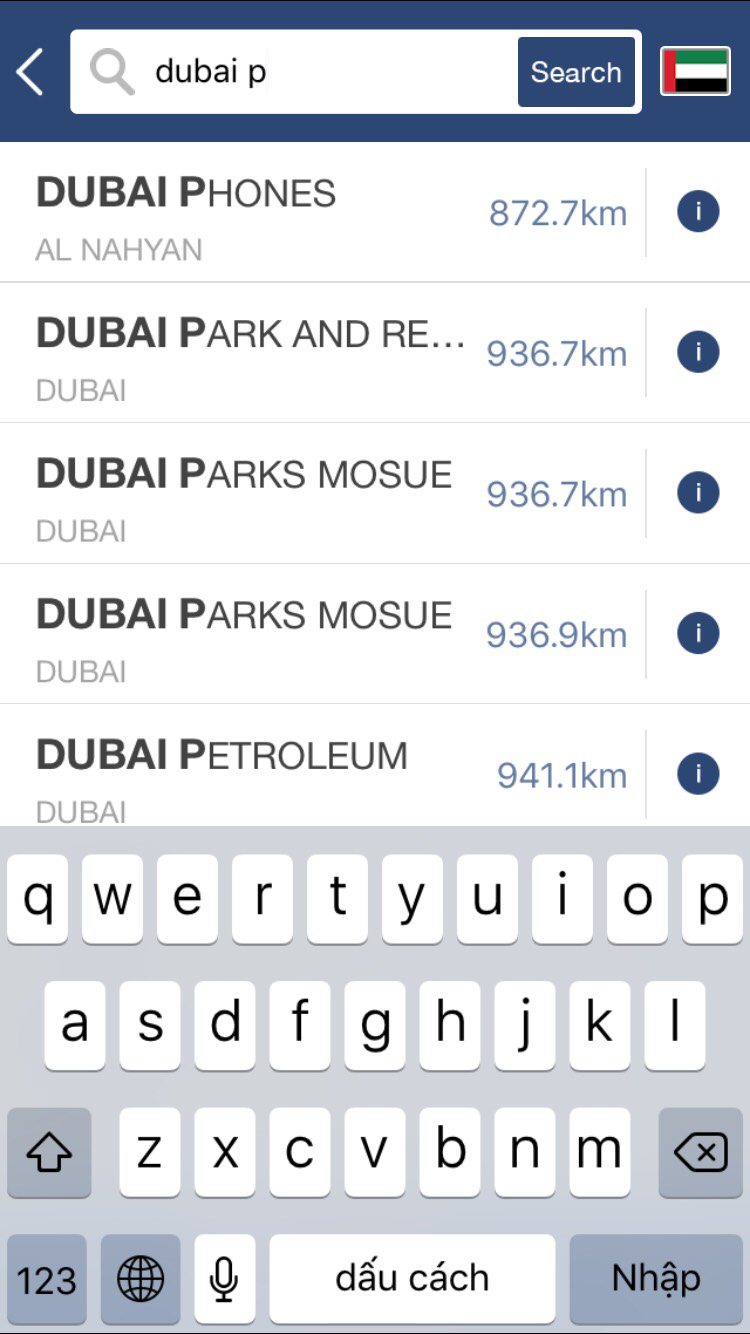 dubai p
Search
DUBAI PHONES
872.7km
i
AL NAHYAN
DUBAI PARK AND RE...
936.7km
i
DUBAI
DUBAI PARKS MOSUE
936.7km
i
DUBAI
DUBAI PARKS MOSUE
936.9km
i
DUBAI
DUBAI PETROLEUM
941.1km
i
DUBAI
q w e r t y u i o p
a s d f g h j k l
z x c v b n m
123 dấu cách Nhập